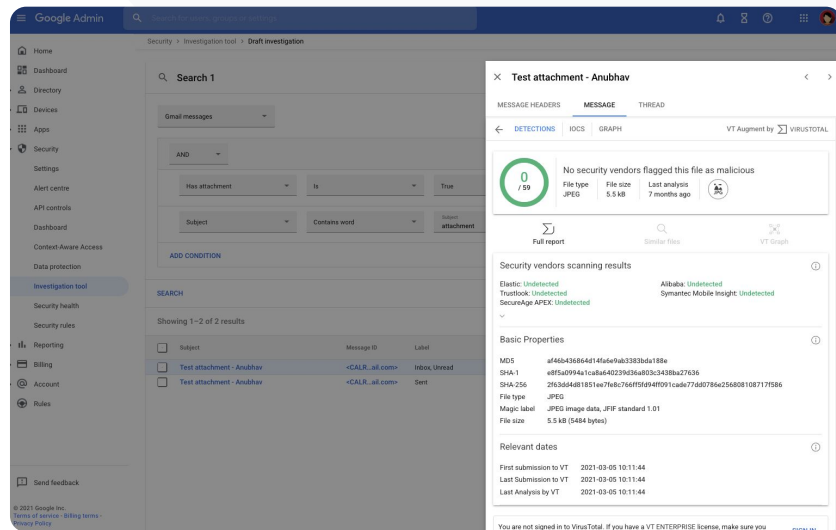 Google Admin
Search for users, groups or settings
Security > Investigation tool > Draft investigation
Home
Dashboard
Directory
Devices
Apps
Security
Settings
Alert centre
API controls
Dashboard
Context-Aware Access
Data protection
Investigation tool
Security health
Security rules
Reporting
Billing
Account
Rules
Send feedback
© 2021 Google Inc.
Terms of service - Billing terms -
Privacy Policy
Search 1
Gmail messages
AND
Has attachment Is True
Subject Contains word Subject
attachment
ADD CONDITION
SEARCH
Showing 1–2 of 2 results
Subject Message ID Label
Test attachment - Anubhav <CALR...ail.com> Inbox, Unread
Test attachment - Anubhav <CALR...ail.com> Sent
Test attachment - Anubhav
MESSAGE HEADERS MESSAGE THREAD
DETECTIONS IOCS GRAPH VT Augment by VIRUSTOTAL
0
/ 59
No security vendors flagged this file as malicious
File type File size Last analysis
JPEG 5.5 kB 7 months ago
Full report Similar files VT Graph
Security vendors scanning results
Elastic: Undetected Alibaba: Undetected
Trustlook: Undetected Symantec Mobile Insight: Undetected
SecureAge APEX: Undetected
Basic Properties
MD5 af46b436864d14fa6e9ab3383bda188e
SHA-1 e8f5a0994a1ca8a640239d36a803c3438ba27636
SHA-256 2f63dd4d81851ee7fe8c766ff5fd94ff091cade77dd0786e256808108717f586
File type JPEG
Magic label JPEG image data, JFIF standard 1.01
File size 5.5 kB (5484 bytes)
Relevant dates
First submission to VT 2021-03-05 10:11:44
Last Submission to VT 2021-03-05 10:11:44
Last Analysis by VT 2021-03-05 10:11:44
You are not signed in to VirusTotal. If you have a VT ENTERPRISE license, make sure you
SIGN IN